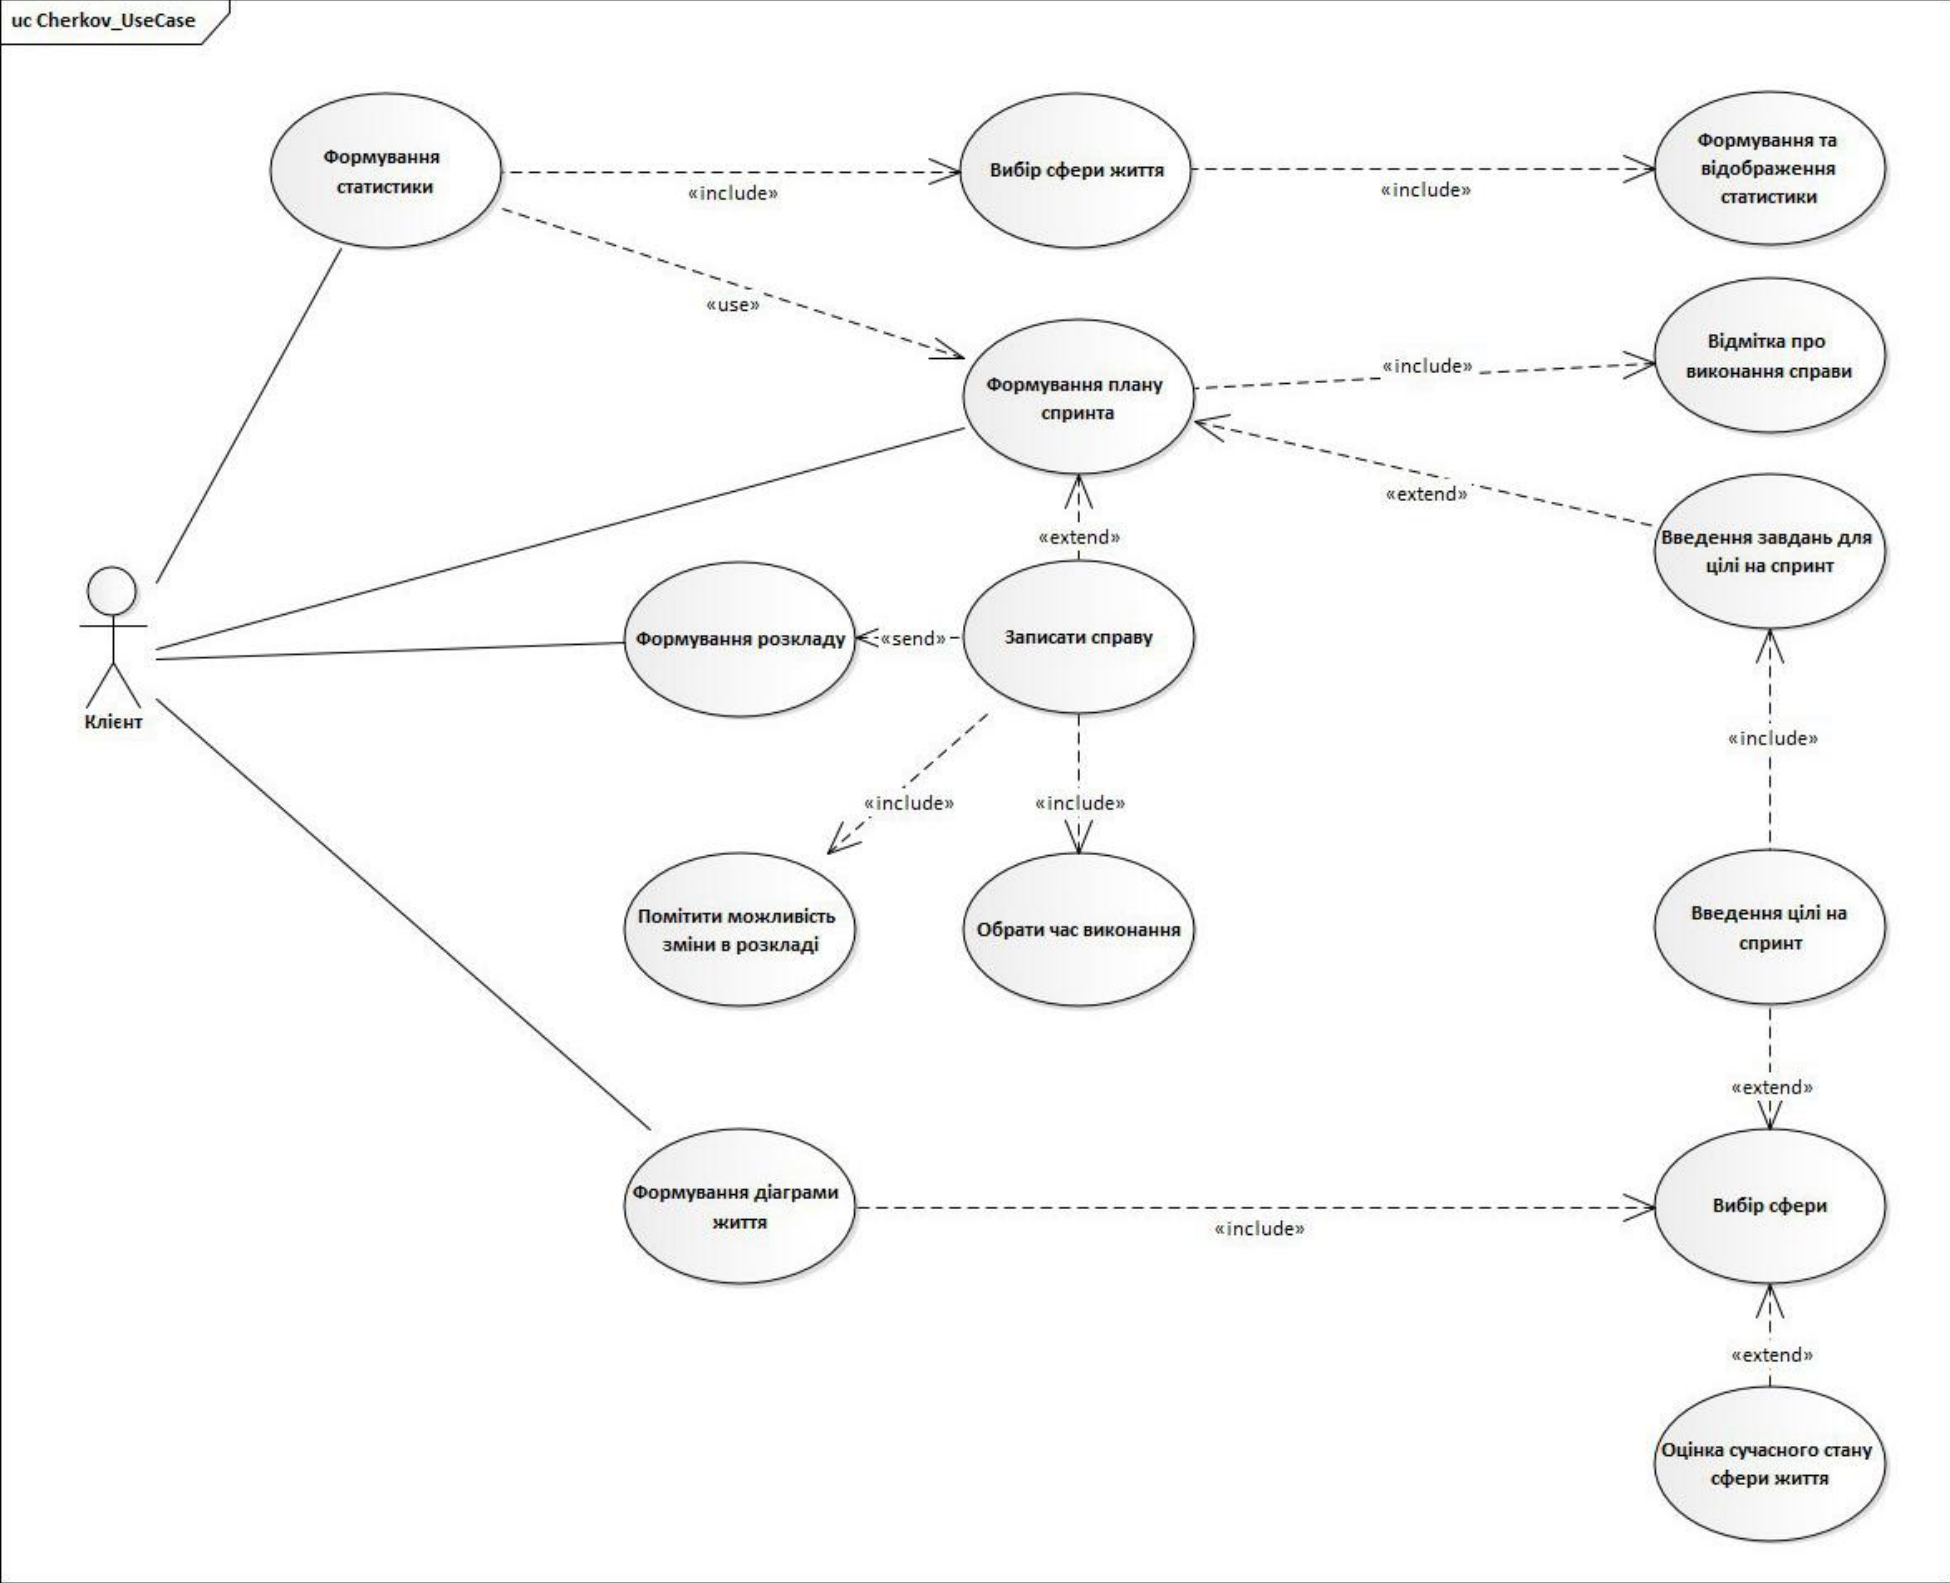 uc Cherkov_UseCase
Формування
статистики
«include»
Вибір сфери життя
«include»
Формування та
відображення
статистики
«use»
Формування плану
спринта
«include»
Відмітка про
виконання справи
«extend»
Введення завдань для
цілі на спринт
«extend»
Клієнт
Формування розкладу
«send»
Записати справу
«include»
«include»
«include»
Помітити можливість
зміни в розкладі
Обрати час виконання
Введення цілі на
спринт
«extend»
Формування діаграми
життя
«include»
Вибір сфери
«extend»
Оцінка сучасного стану
сфери життя